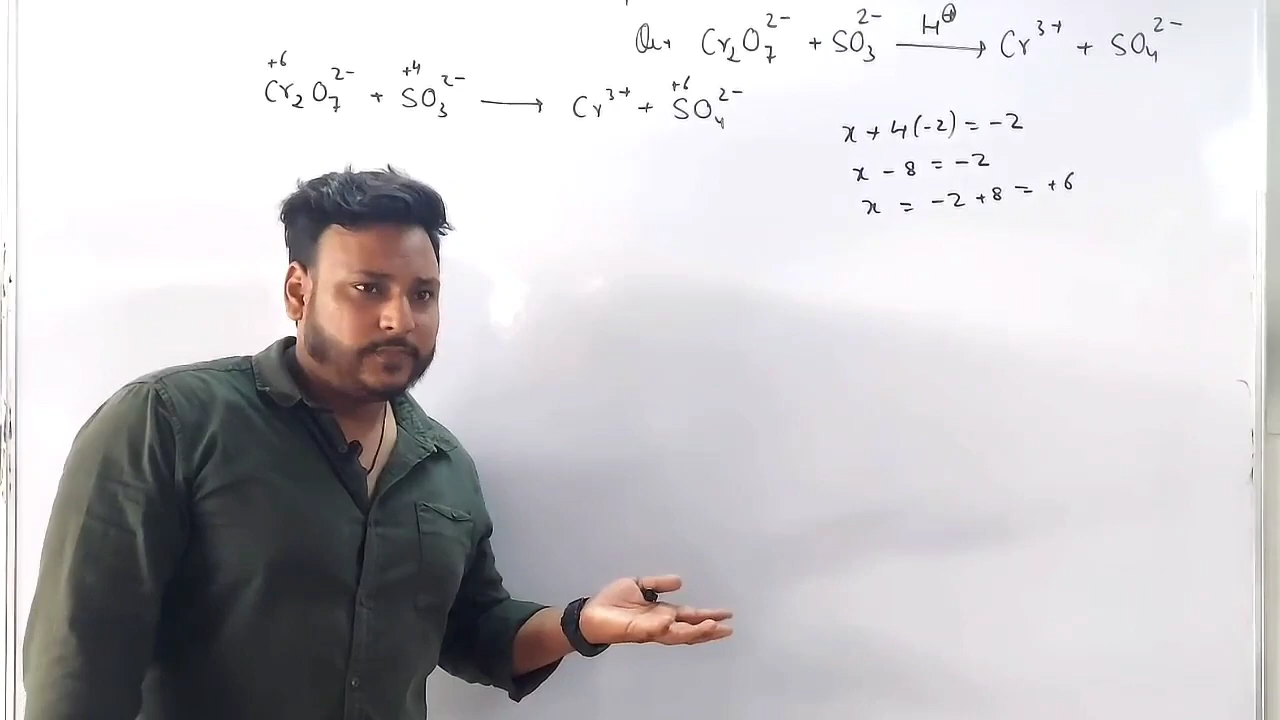 Qu. Cr₂O₇²⁻ + SO₃²⁻ —H⊕→ Cr³⁺ + SO₄²⁻
+6 +4 +6
Cr₂O₇²⁻ + SO₃²⁻ ⟶ Cr³⁺ + SO₄²⁻
x + 4(-2) = -2
x - 8 = -2
x = -2 + 8 = +6